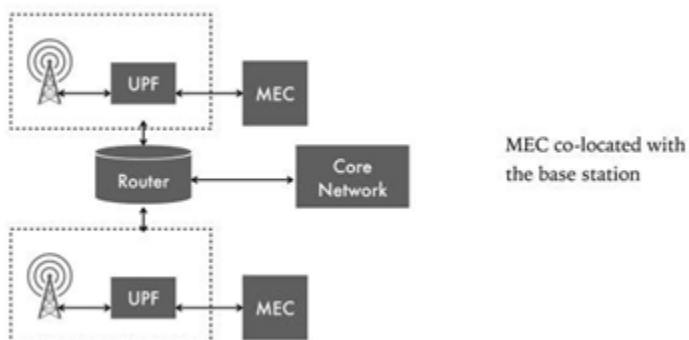 UPF
MEC
MEC co-located with
the base station
Router
Core
Network
UPF
MEC